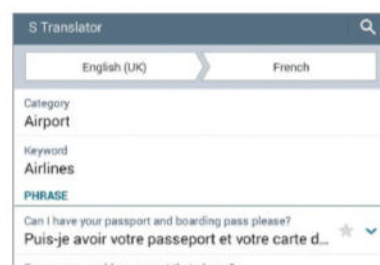 S Translator
English (UK) French
Category
Airport
Keyword
Airlines
PHRASE
Can I have your passport and boarding pass please?
Puis-je avoir votre passeport et votre carte d...